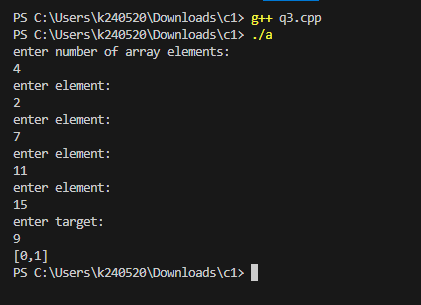 PS C:\Users\k240520\Downloads\c1> g++ q3.cpp
PS C:\Users\k240520\Downloads\c1> ./a
enter number of array elements:
4
enter element:
2
enter element:
7
enter element:
11
enter element:
15
enter target:
9
[0,1]
PS C:\Users\k240520\Downloads\c1>